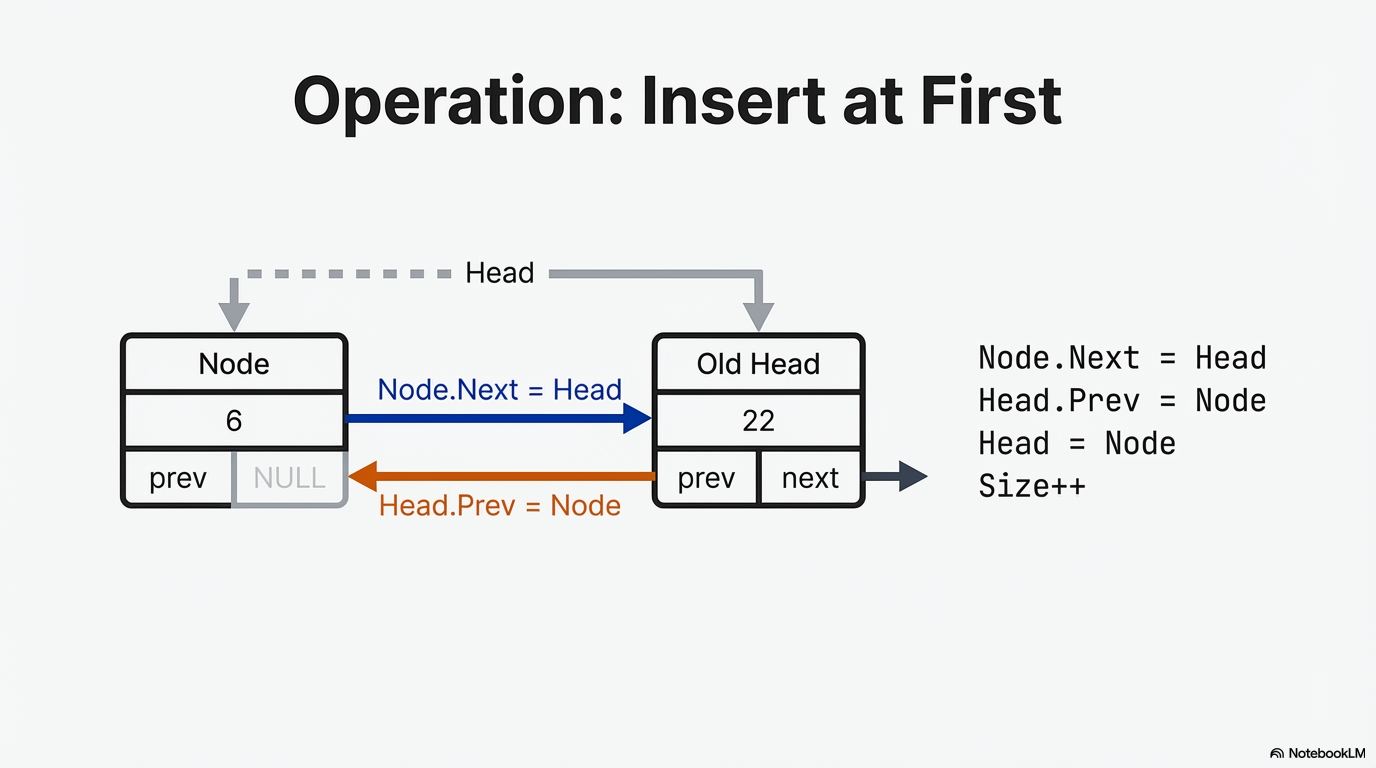 Operation: Insert at First
Head
Node
6
prev
NULL
Node.Next = Head
Head.Prev = Node
Old Head
22
prev
next
Node.Next = Head
Head.Prev = Node
Head = Node
Size++
NotebookLM